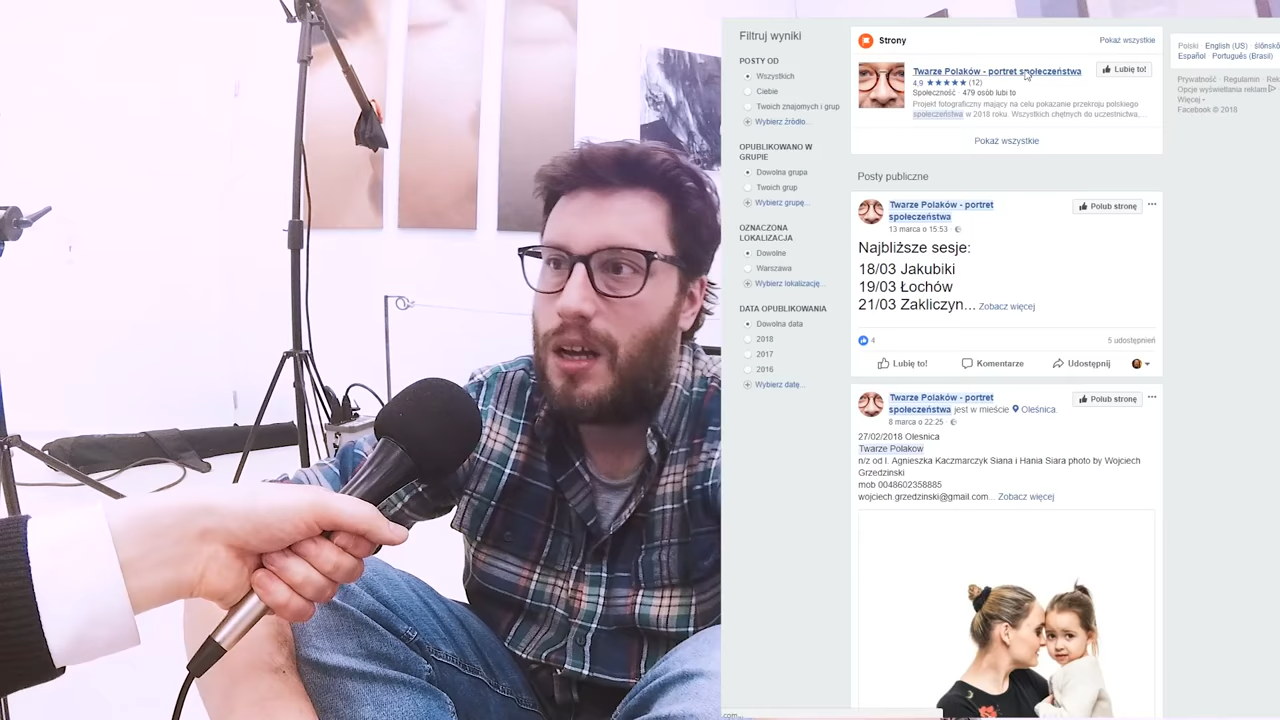 Filtruj wyniki
POSTY OD
Wszystkich
Ciebie
Twoich znajomych i grup
Wybierz źródło...
OPUBLIKOWANO W
GRUPIE
Dowolna grupa
Twoich grup
Wybierz grupę...
OZNACZONA
LOKALIZACJA
Dowolne
Warszawa
Wybierz lokalizację...
DATA OPUBLIKOWANIA
Dowolna data
2018
2017
2016
Wybierz datę...
Strony
Pokaż wszystkie
Twarze Polaków - portret społeczeństwa
Lubię to!
4,9 ★★★★★ (12)
Społeczność · 479 osób lubi to
Projekt fotograficzny mający na celu pokazanie przekroju polskiego
społeczeństwa w 2018 roku. Wszystkich chętnych do uczestnictwa,...
Pokaż wszystkie
Posty publiczne
Twarze Polaków - portret
społeczeństwa
Polub stronę
13 marca o 15:53
Najbliższe sesje:
18/03 Jakubiki
19/03 Łochów
21/03 Zakliczyn... Zobacz więcej
4
5 udostępnień
Lubię to! Komentarze Udostępnij
Twarze Polaków - portret
społeczeństwa jest w mieście Oleśnica.
Polub stronę
8 marca o 22:25
27/02/2018 Olesnica
Twarze Polakow
n/z od l. Agnieszka Kaczmarczyk Siana i Hania Siara photo by Wojciech
Grzedzinski
mob 0048602358885
wojciech.grzedzinski@gmail.com... Zobacz więcej
Polski · English (US) · ślōnskŏ
Español · Português (Brasil)
Prywatność · Regulamin · Rek
Opcje wyświetlania reklam
Więcej
Facebook © 2018
com...